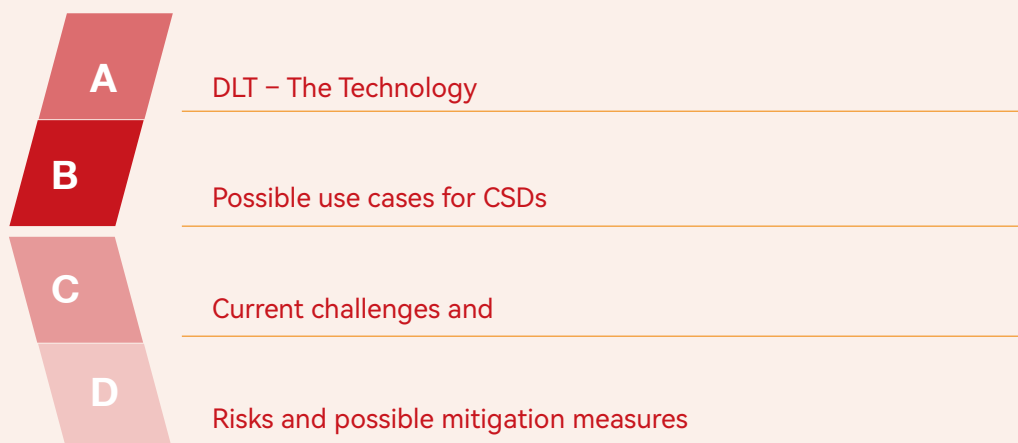 A
DLT – The Technology
B
Possible use cases for CSDs
C
Current challenges and
D
Risks and possible mitigation measures